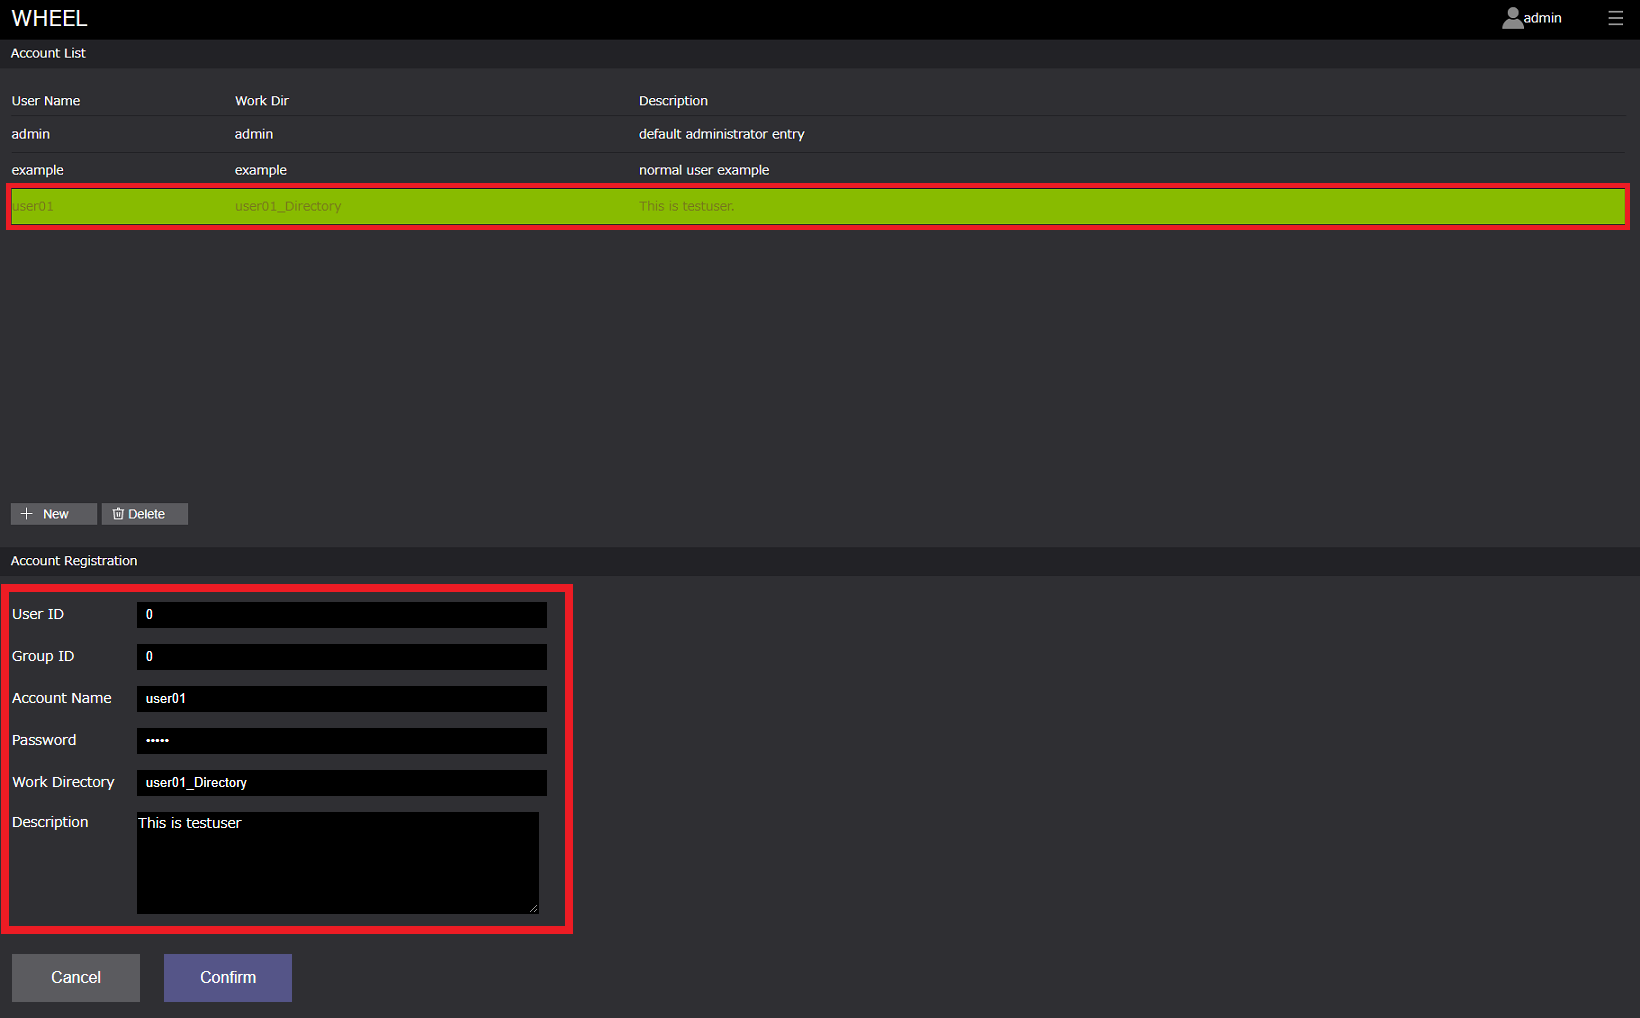 WHEEL
admin
Account List
User Name Work Dir Description
admin admin default administrator entry
example example normal user example
user01 user01_Directory This is testuser.
New Delete
Account Registration
User ID 0
Group ID 0
Account Name user01
Password •••••
Work Directory user01_Directory
Description This is testuser
Cancel Confirm